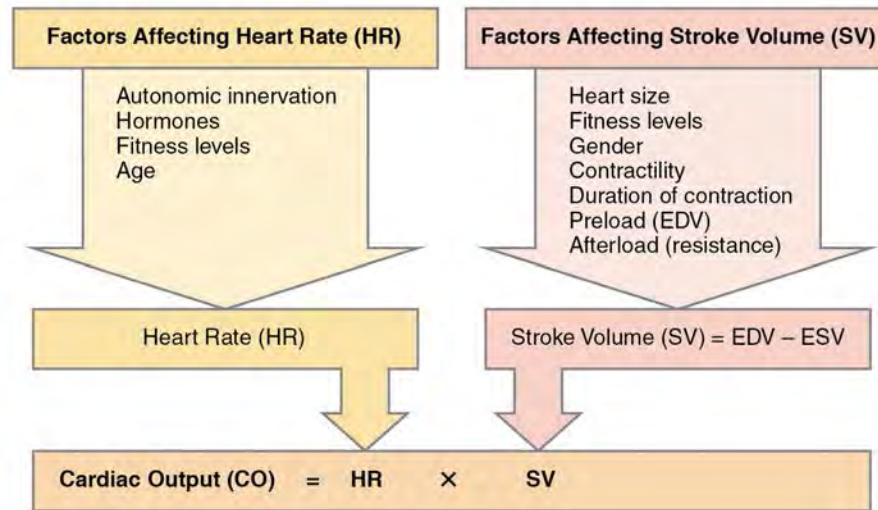 Factors Affecting Heart Rate (HR)
Autonomic innervation
Hormones
Fitness levels
Age
Factors Affecting Stroke Volume (SV)
Heart size
Fitness levels
Gender
Contractility
Duration of contraction
Preload (EDV)
Afterload (resistance)
Heart Rate (HR)
Stroke Volume (SV) = EDV – ESV
Cardiac Output (CO) = HR × SV